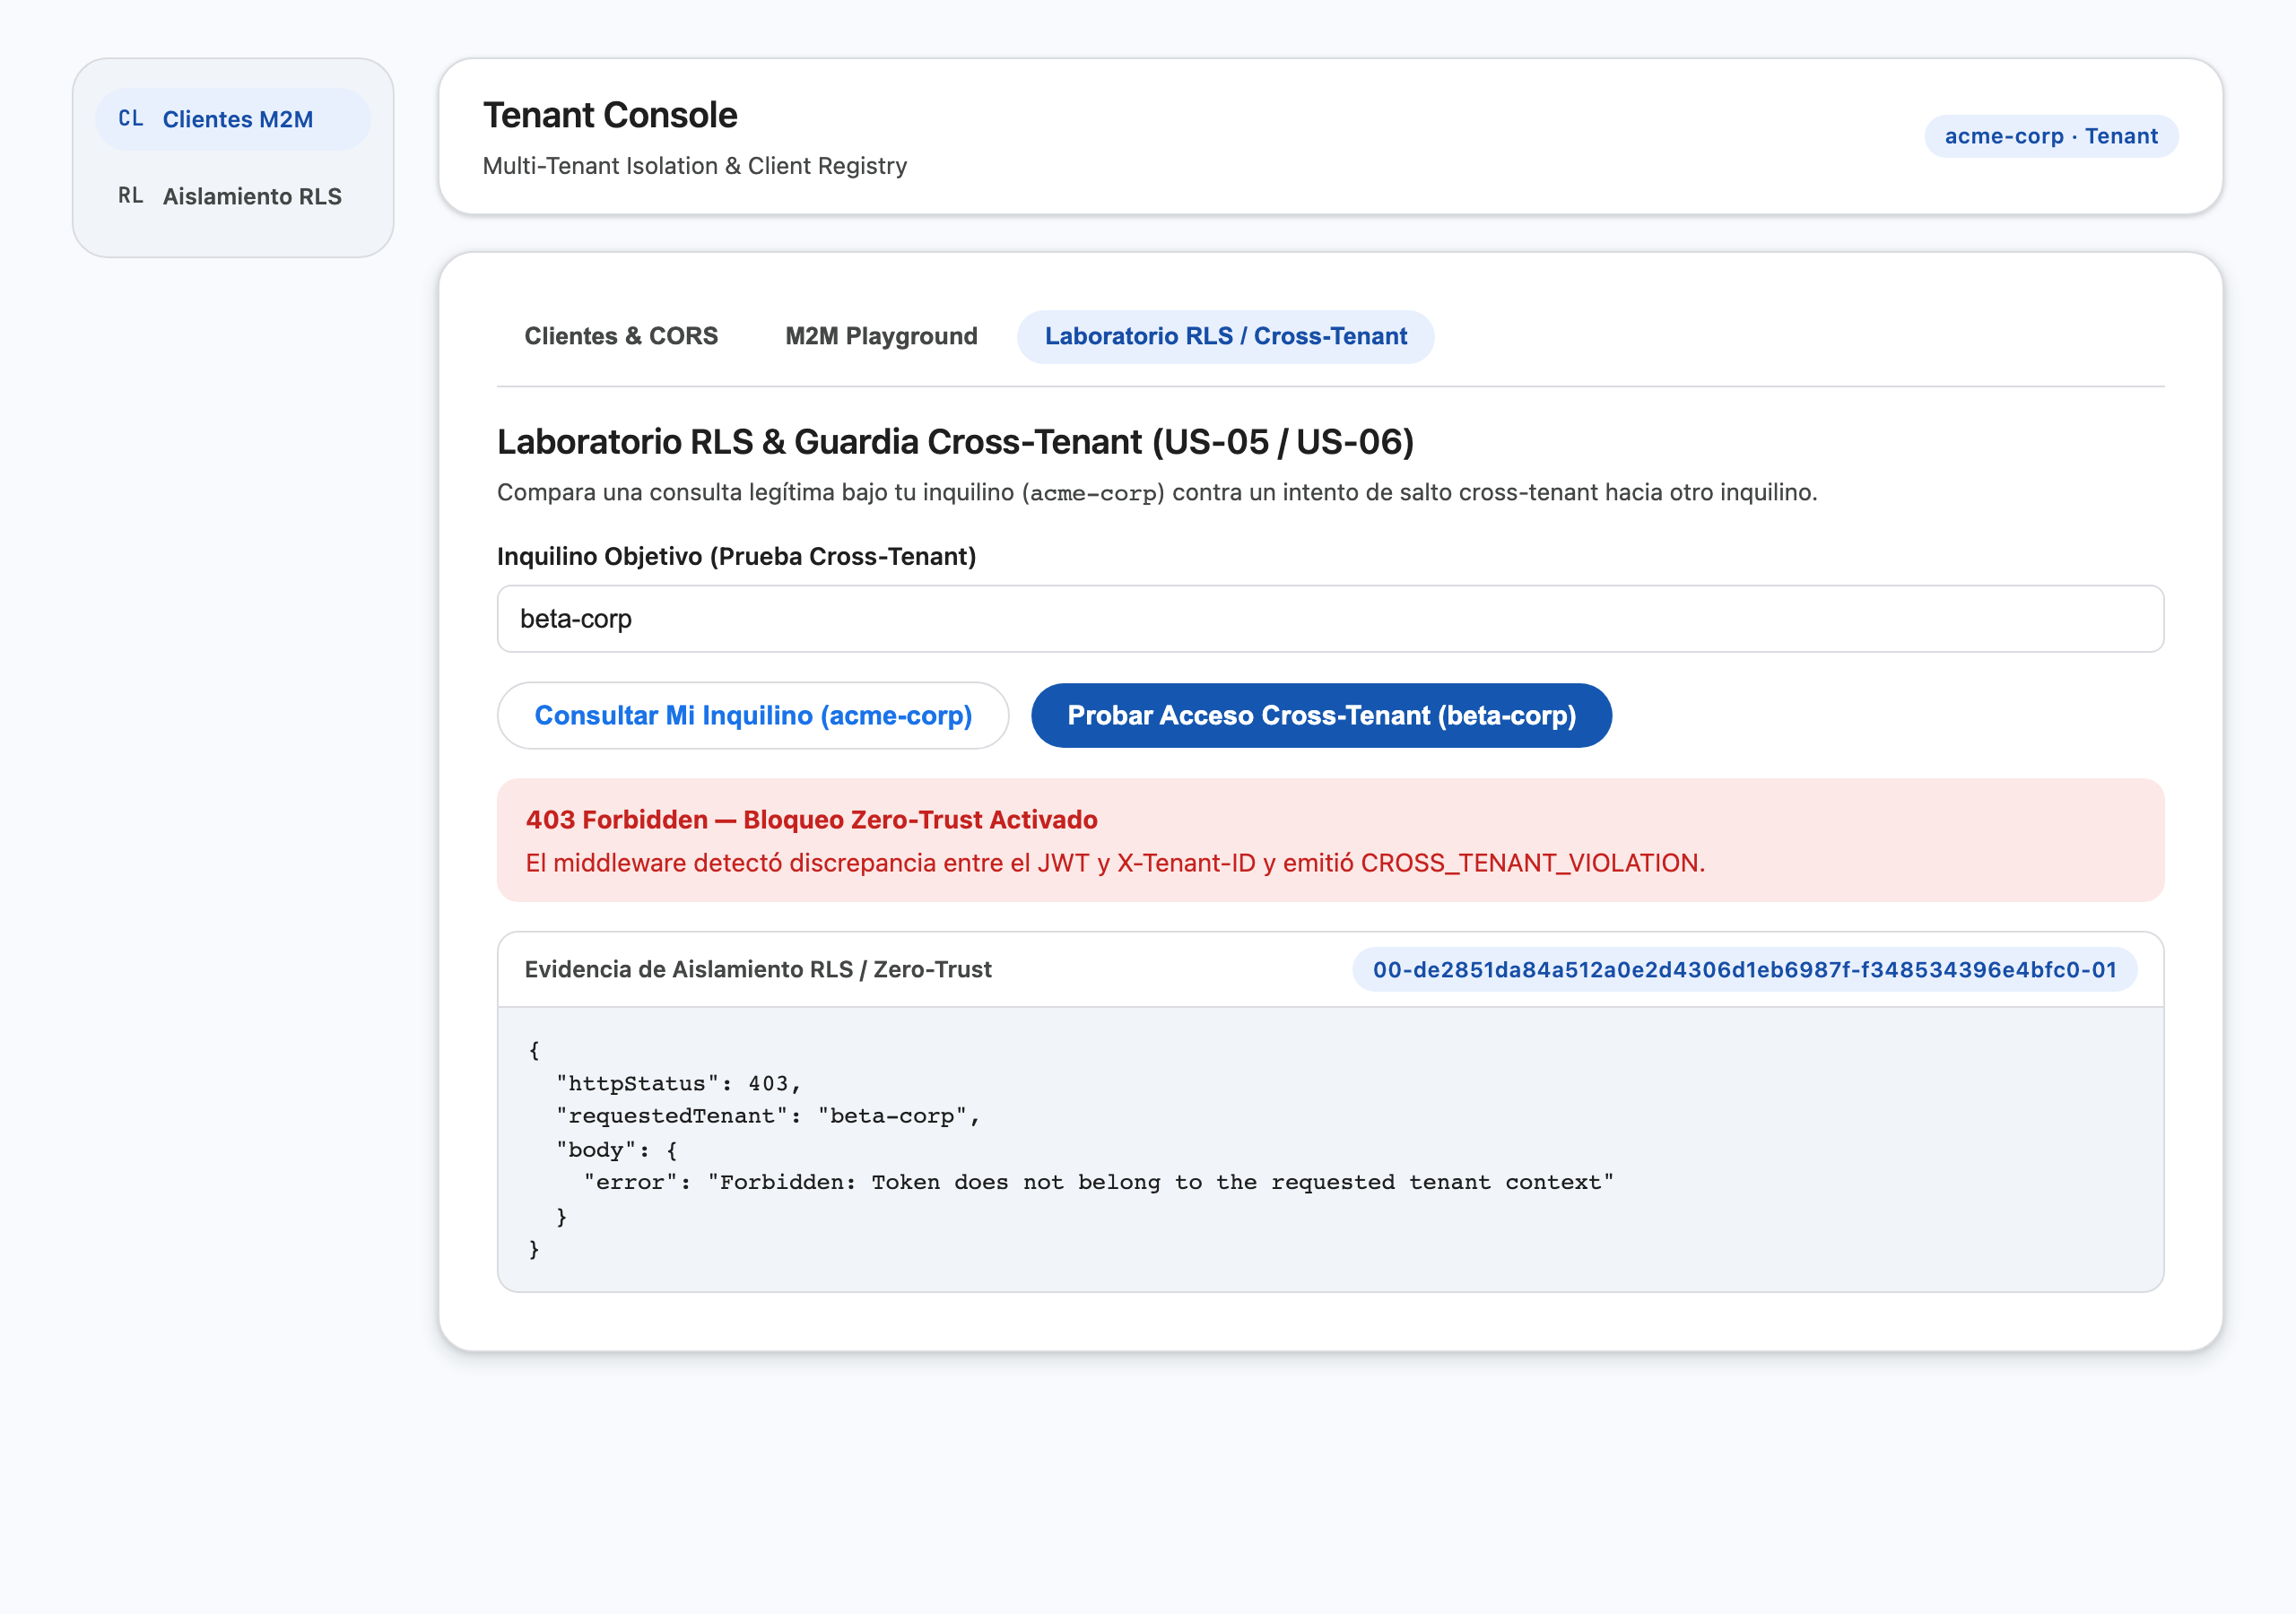 CL Clientes M2M
RL Aislamiento RLS
Tenant Console
Multi-Tenant Isolation & Client Registry
acme-corp · Tenant
Clientes & CORS
M2M Playground
Laboratorio RLS / Cross-Tenant
Laboratorio RLS & Guardia Cross-Tenant (US-05 / US-06)
Compara una consulta legítima bajo tu inquilino (acme-corp) contra un intento de salto cross-tenant hacia otro inquilino.
Inquilino Objetivo (Prueba Cross-Tenant)
beta-corp
Consultar Mi Inquilino (acme-corp)
Probar Acceso Cross-Tenant (beta-corp)
403 Forbidden — Bloqueo Zero-Trust Activado
El middleware detectó discrepancia entre el JWT y X-Tenant-ID y emitió CROSS_TENANT_VIOLATION.
Evidencia de Aislamiento RLS / Zero-Trust
00-de2851da84a512a0e2d4306d1eb6987f-f348534396e4bfc0-01
{
  "httpStatus": 403,
  "requestedTenant": "beta-corp",
  "body": {
    "error": "Forbidden: Token does not belong to the requested tenant context"
  }
}